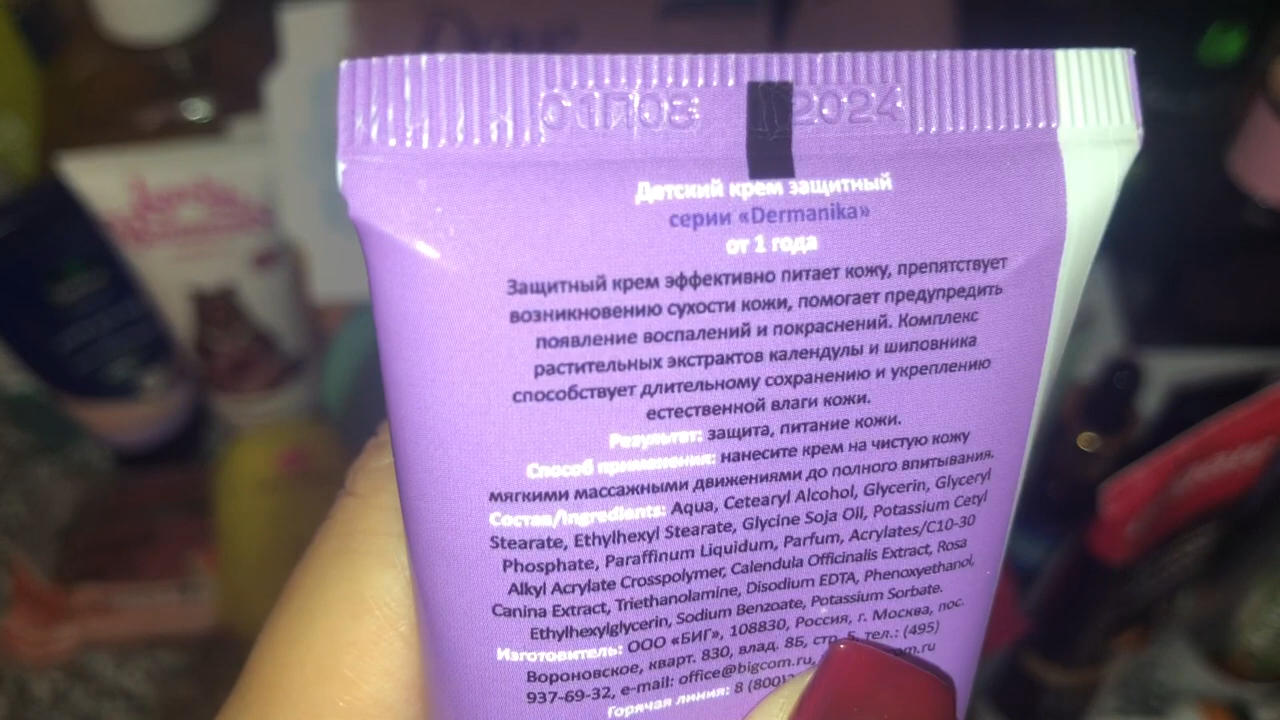 2024
Детский крем защитный
серии «Dermanika»
от 1 года
Защитный крем эффективно питает кожу, препятствует
возникновению сухости кожи, помогает предупредить
появление воспалений и покраснений. Комплекс
растительных экстрактов календулы и шиповника
способствует длительному сохранению и укреплению
естественной влаги кожи.
Результат: защита, питание кожи.
Способ применения: нанесите крем на чистую кожу
мягкими массажными движениями до полного впитывания.
Состав/Ingredients: Aqua, Cetearyl Alcohol, Glycerin, Glyceryl
Stearate, Ethylhexyl Stearate, Glycine Soja Oil, Potassium Cetyl
Phosphate, Paraffinum Liquidum, Parfum, Acrylates/C10-30
Alkyl Acrylate Crosspolymer, Calendula Officinalis Extract, Rosa
Canina Extract, Triethanolamine, Disodium EDTA, Phenoxyethanol,
Ethylhexylglycerin, Sodium Benzoate, Potassium Sorbate.
Изготовитель: ООО «БИГ», 108830, Россия, г. Москва, пос.
Вороновское, кварт. 830, влад. 8Б, стр. 5, тел.: (495)
937-69-32, e-mail: office@bigcom.ru,
Горячая линия: 8 (800)